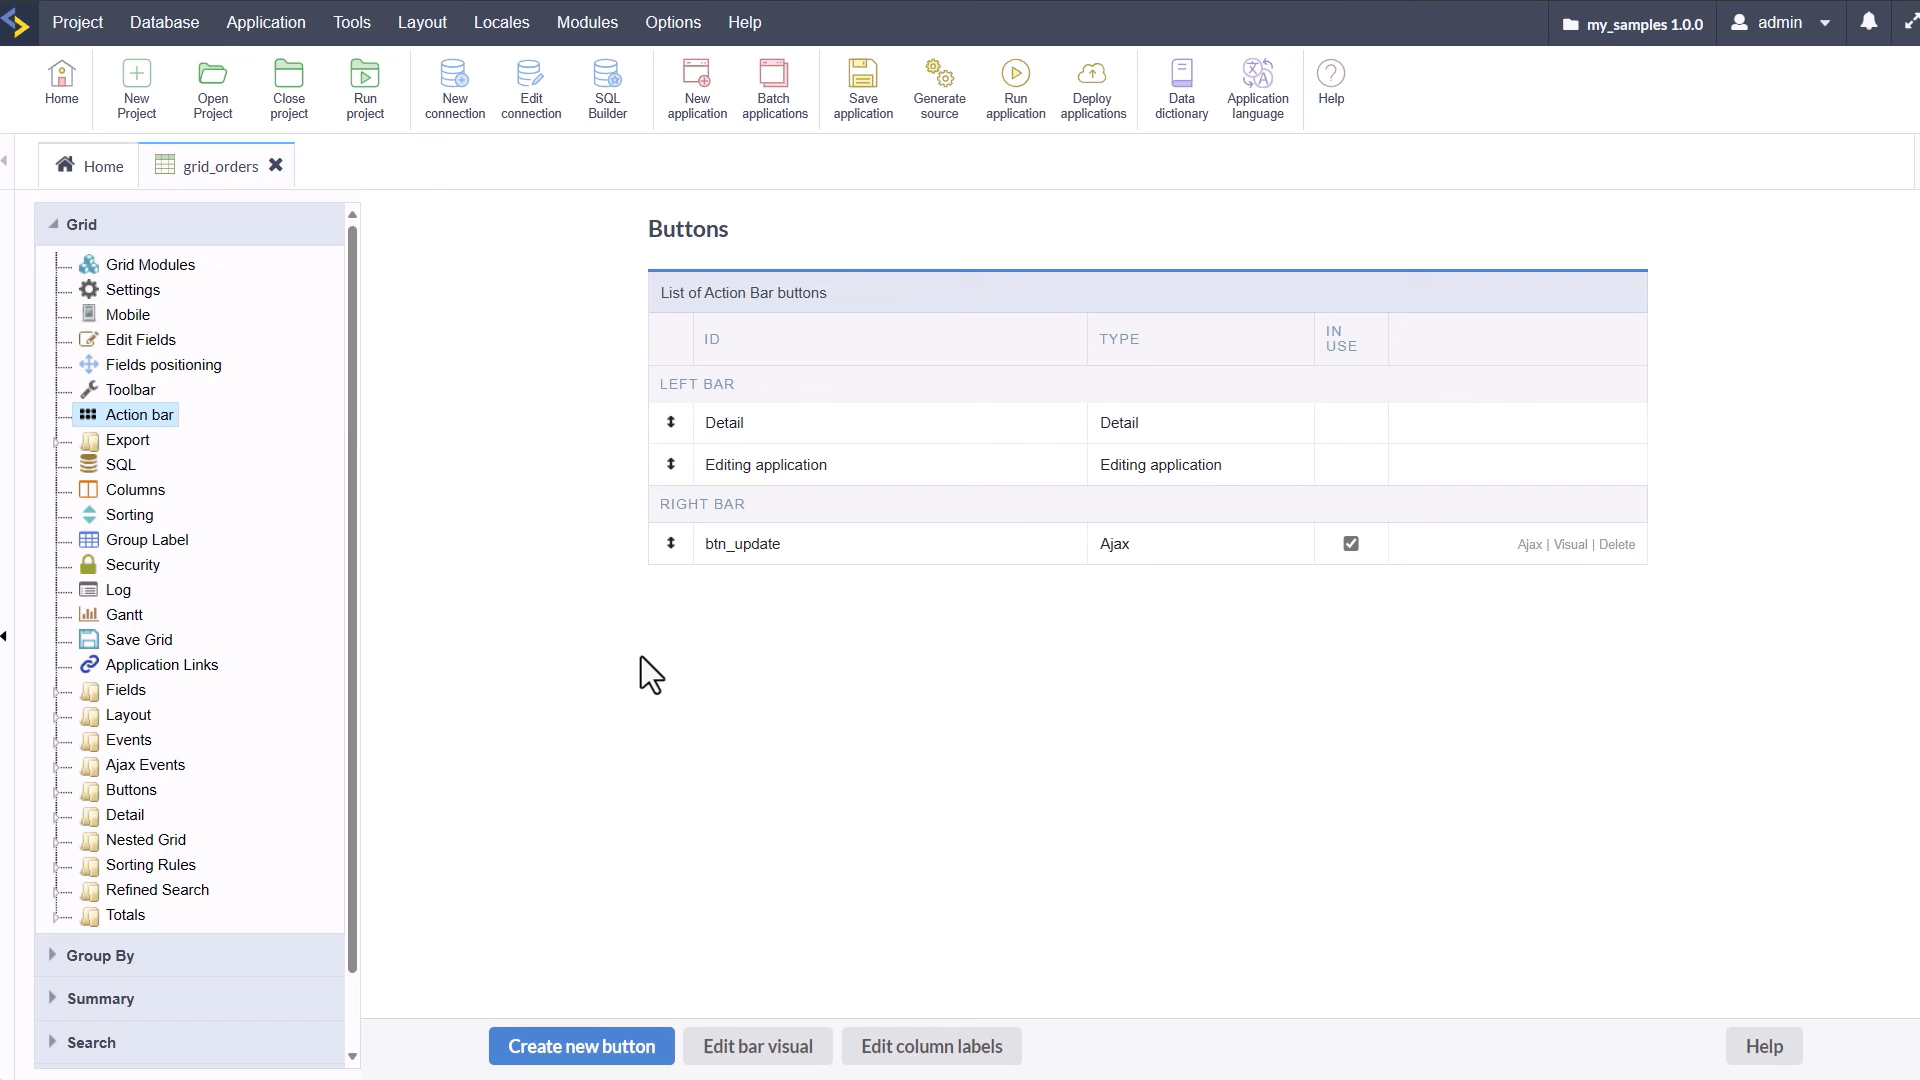 Project Database Application Tools Layout Locales Modules Options Help
my_samples 1.0.0
admin
Home
New Project
Open Project
Close project
Run project
New connection
Edit connection
SQL Builder
New application
Batch applications
Save application
Generate source
Run application
Deploy applications
Data dictionary
Application language
Help
Home
grid_orders
Grid
Grid Modules
Settings
Mobile
Edit Fields
Fields positioning
Toolbar
Action bar
Export
SQL
Columns
Sorting
Group Label
Security
Log
Gantt
Save Grid
Application Links
Fields
Layout
Events
Ajax Events
Buttons
Detail
Nested Grid
Sorting Rules
Refined Search
Totals
Group By
Summary
Search
Buttons
List of Action Bar buttons
ID TYPE IN USE
LEFT BAR
Detail Detail
Editing application Editing application
RIGHT BAR
btn_update Ajax Ajax | Visual | Delete
Create new button Edit bar visual Edit column labels Help